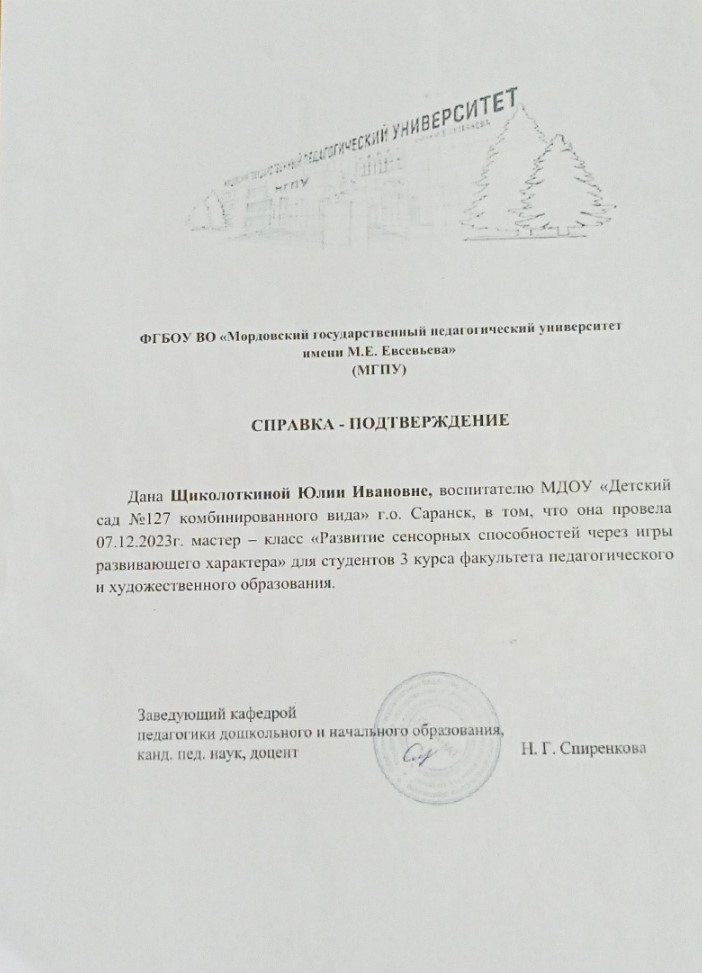 ПЕДАГОГИЧЕСКИЙ УНИВЕРСИТЕТ
МГПУ
ФГБОУ ВО «Мордовский государственный педагогический университет
имени М.Е. Евсевьева»
(МГПУ)
СПРАВКА - ПОДТВЕРЖДЕНИЕ
Дана Щиколоткиной Юлии Ивановне, воспитателю МДОУ «Детский
сад №127 комбинированного вида» г.о. Саранск, в том, что она провела
07.12.2023г. мастер – класс «Развитие сенсорных способностей через игры
развивающего характера» для студентов 3 курса факультета педагогического
и художественного образования.
Заведующий кафедрой
педагогики дошкольного и начального образования,
канд. пед. наук, доцент Н. Г. Спиренкова